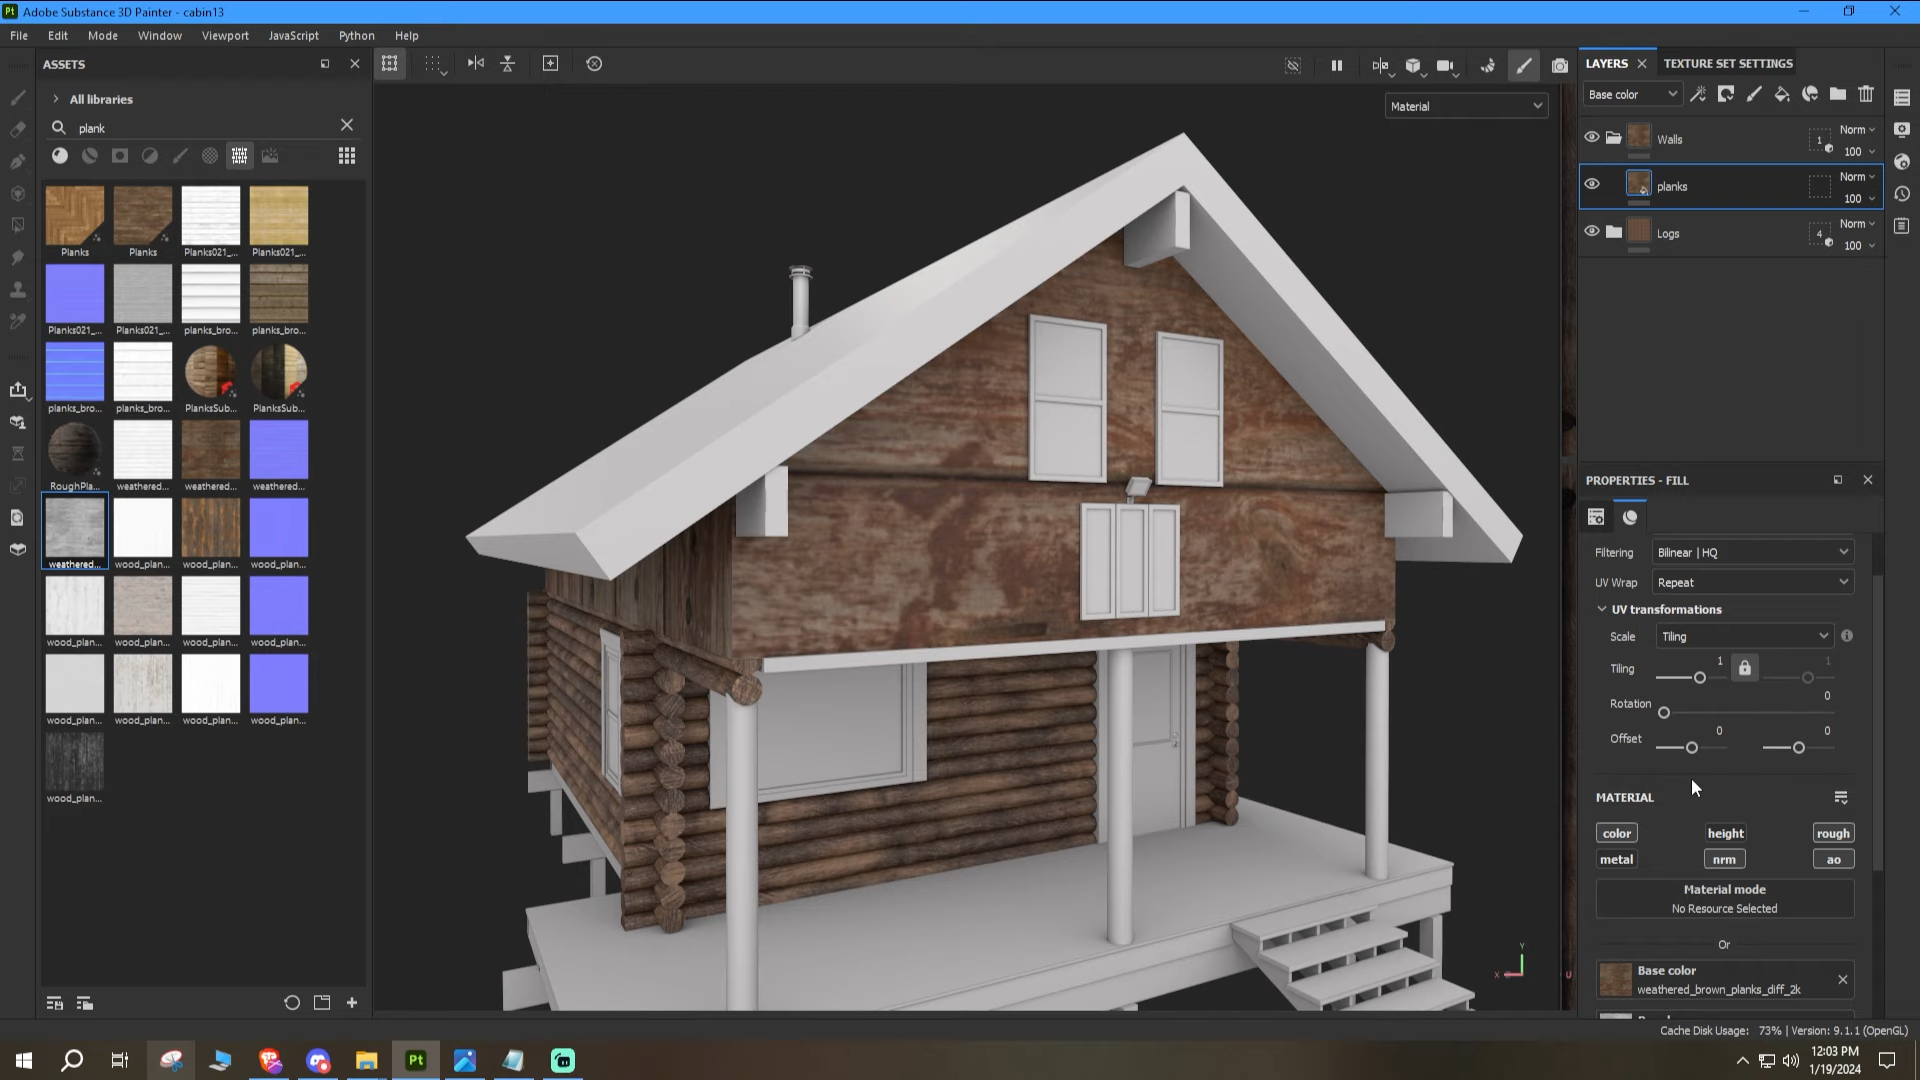 Pt Adobe Substance 3D Painter - cabin13
File Edit Mode Window Viewport JavaScript Python Help
ASSETS
All libraries
plank
Planks Planks Planks021_... Planks021_...
Planks021_... Planks021_... planks_bro... planks_bro...
planks_bro... planks_bro... PlanksSub... PlanksSub...
RoughPla... weathered... weathered... weathered...
weathered... wood_plan... wood_plan... wood_plan...
wood_plan... wood_plan... wood_plan... wood_plan...
wood_plan... wood_plan... wood_plan... wood_plan...
wood_plan...
Material
Y
X
LAYERS TEXTURE SET SETTINGS
Base color
Walls 1 Norm 100
planks Norm 100
Logs 4 Norm 100
PROPERTIES - FILL
Filtering Bilinear | HQ
UV Wrap Repeat
UV transformations
Scale Tiling
Tiling 1 1
Rotation 0
Offset 0 0
MATERIAL
color height rough
metal nrm ao
Material mode
No Resource Selected
Or
Base color
weathered_brown_planks_diff_2k
Cache Disk Usage: 73% | Version: 9.1.1 (OpenGL)
Pt
12:03 PM
1/19/2024